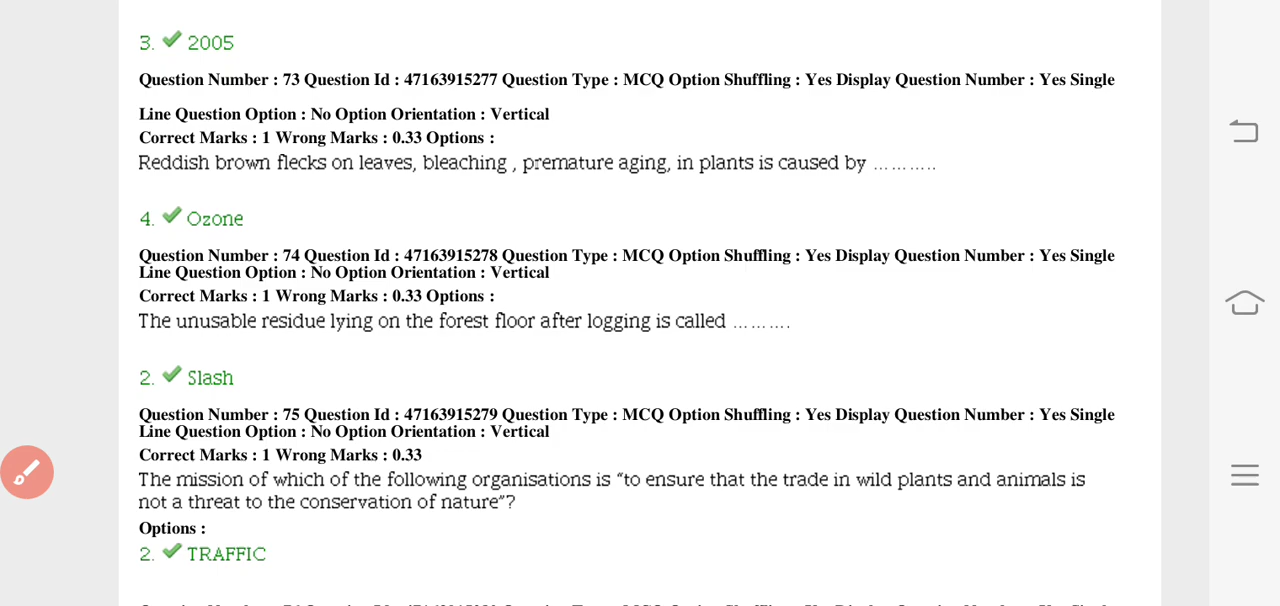 3. 2005
Question Number : 73 Question Id : 47163915277 Question Type : MCQ Option Shuffling : Yes Display Question Number : Yes Single
Line Question Option : No Option Orientation : Vertical
Correct Marks : 1 Wrong Marks : 0.33 Options :
Reddish brown flecks on leaves, bleaching , premature aging, in plants is caused by ………..
4. Ozone
Question Number : 74 Question Id : 47163915278 Question Type : MCQ Option Shuffling : Yes Display Question Number : Yes Single
Line Question Option : No Option Orientation : Vertical
Correct Marks : 1 Wrong Marks : 0.33 Options :
The unusable residue lying on the forest floor after logging is called ……….
2. Slash
Question Number : 75 Question Id : 47163915279 Question Type : MCQ Option Shuffling : Yes Display Question Number : Yes Single
Line Question Option : No Option Orientation : Vertical
Correct Marks : 1 Wrong Marks : 0.33
The mission of which of the following organisations is “to ensure that the trade in wild plants and animals is
not a threat to the conservation of nature”?
Options :
2. TRAFFIC